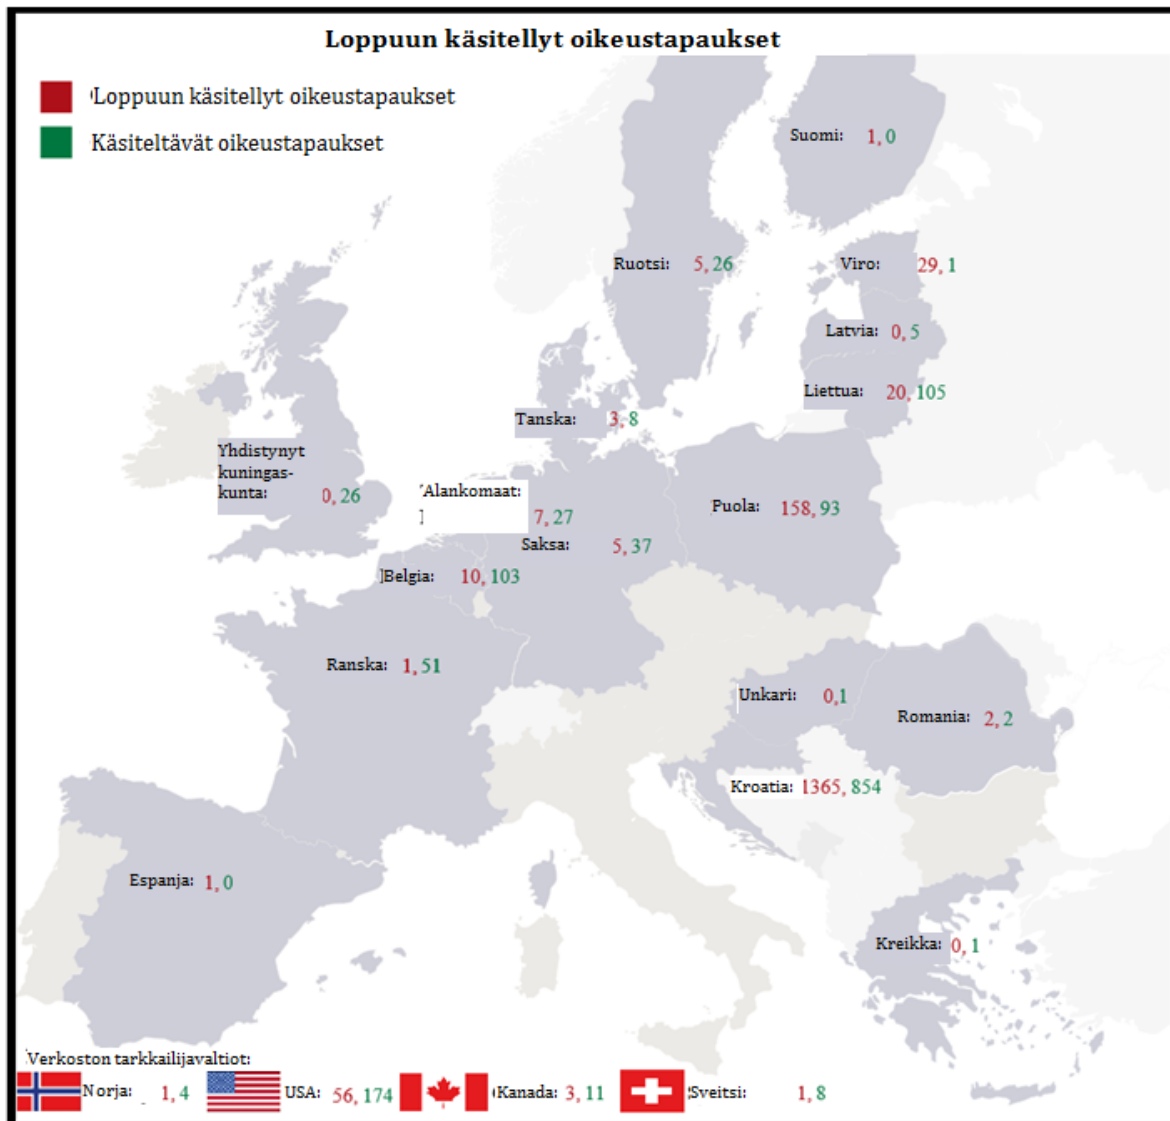 Loppuun käsitellyt oikeustapaukset
Loppuun käsitellyt oikeustapaukset
Käsiteltävät oikeustapaukset
Suomi: 1, 0
Ruotsi: 5, 26
Viro: 29, 1
Latvia: 0, 5
Liettua: 20, 105
Tanska: 3, 8
Yhdistynyt
kuningas-
kunta: 0, 26
Alankomaat:
7, 27
Puola: 158, 93
Saksa: 5, 37
Belgia: 10, 103
Ranska: 1, 51
Unkari: 0,1
Romania: 2, 2
Kroatia: 1365, 854
Espanja: 1, 0
Kreikka: 0, 1
Verkoston tarkkailijavaltiot:
Norja: 1, 4 USA: 56, 174 Kanada: 3, 11 Sveitsi: 1, 8